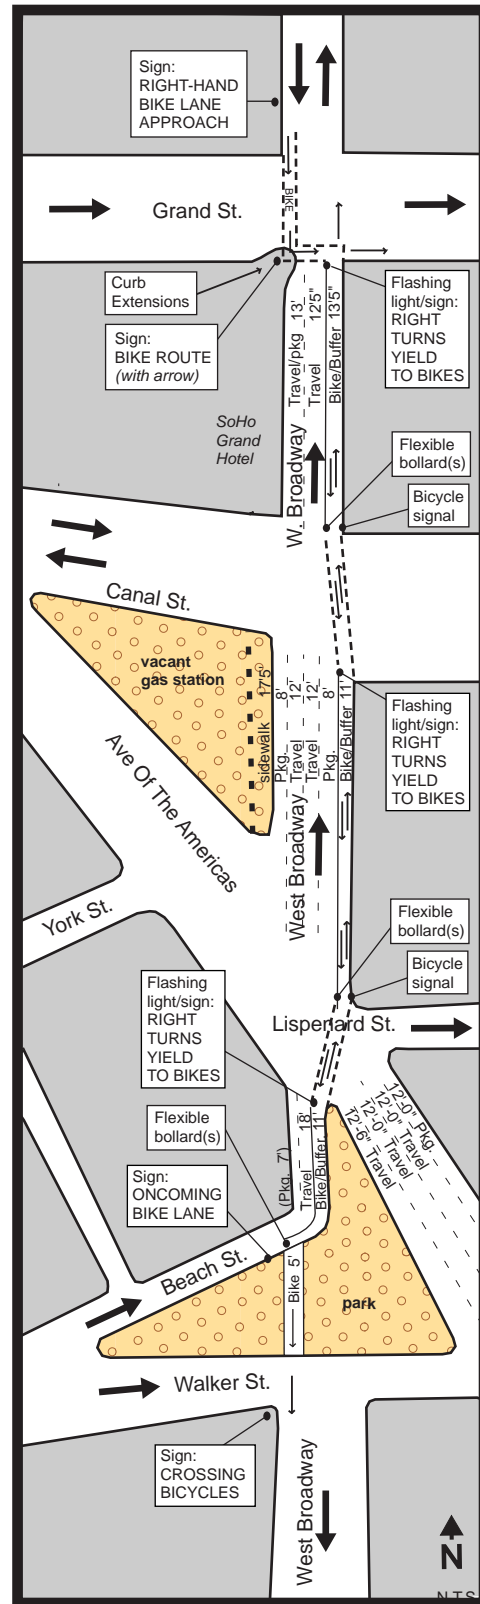 Sign:
RIGHT-HAND
BIKE LANE
APPROACH
BIKE
Grand St.
Curb
Extensions
Sign:
BIKE ROUTE
(with arrow)
Flashing
light/sign:
RIGHT
TURNS
YIELD
TO BIKES
Travel/pkg 13'
Travel 12'5"
Bike/Buffer 13'5"
SoHo
Grand
Hotel
W. Broadway
Flexible
bollard(s)
Bicycle
signal
Canal St.
vacant
gas station
sidewalk 17'5'
Pkg. 8'
Travel 12'
Travel 12'
Pkg. 8'
Bike/Buffer 11'
Flashing
light/sign:
RIGHT
TURNS
YIELD
TO BIKES
Ave Of The Americas
West Broadway
York St.
Flexible
bollard(s)
Bicycle
signal
Flashing
light/sign:
RIGHT
TURNS
YIELD
TO BIKES
Lispenard St.
12'-0" Pkg.
12'-0" Travel
12'-0" Travel
12'-6" Travel
Flexible
bollard(s)
(Pkg. 7')
Travel 18'
Bike/Buffer 11'
Sign:
ONCOMING
BIKE LANE
Beach St.
Bike 5'
park
Walker St.
Sign:
CROSSING
BICYCLES
West Broadway
N
N.T.S.